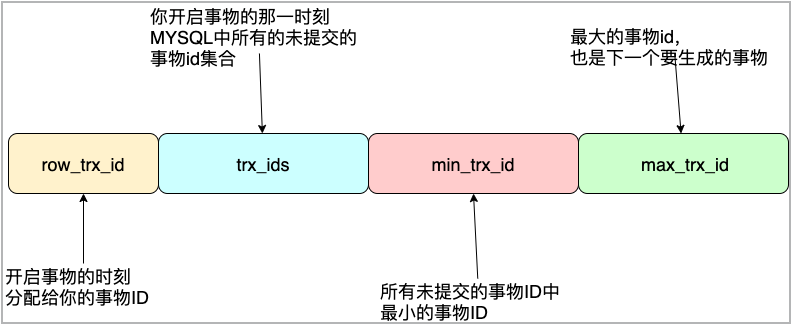 你开启事物的那一时刻
MYSQL中所有的未提交的
事物id集合
最大的事物id，
也是下一个要生成的事物
row_trx_id
trx_ids
min_trx_id
max_trx_id
开启事物的时刻
分配给你的事物ID
所有未提交的事物ID中
最小的事物ID